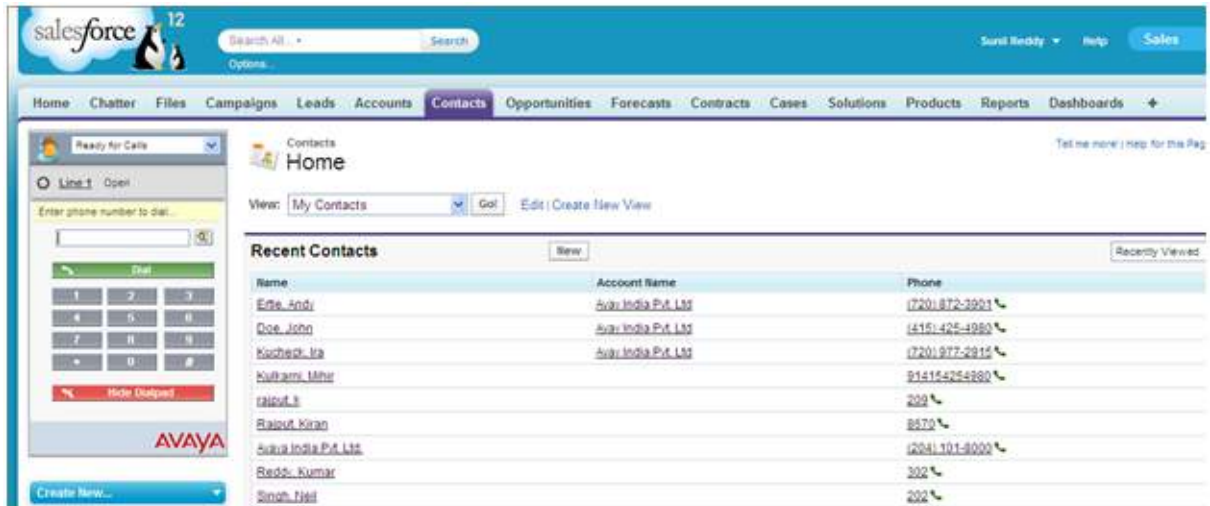 salesforce 12
Search All... Search
Options...
Sunil Reddy Help Sales
Home Chatter Files Campaigns Leads Accounts Contacts Opportunities Forecasts Contracts Cases Solutions Products Reports Dashboards +
Ready for Calls
Line 1 Open
Enter phone number to dial...
Dial
1 2 3
4 5 6
7 8 9
* 0 #
Hide Dialpad
AVAYA
Create New...
Contacts
Home
Tell me more! | Help for this Pag
View: My Contacts Go! Edit | Create New View
Recent Contacts New Recently Viewed
Name Account Name Phone
Andy India Pvt. Ltd (720) 872-3901
Doe, John India Pvt. Ltd (415) 425-4980
Kucheck, Ira India Pvt. Ltd (720) 977-2915
Kulkarni, Mihir 914154254980
209
Rajput, Kiran 8570
Avaya India Pvt. Ltd. (204) 101-8000
Reddy, Kumar 302
Singh, Neil 202